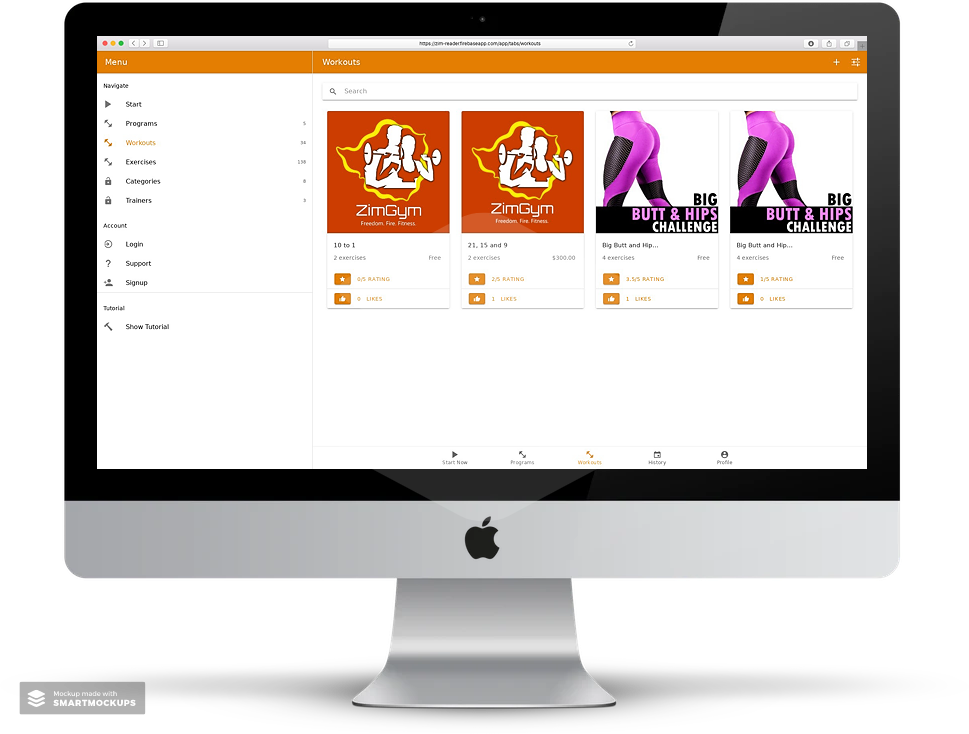 https://zim-reader.firebaseapp.com/app/tabs/workouts
Menu
Workouts
Navigate
Start
Programs 5
Workouts 34
Exercises 138
Categories 8
Trainers 3
Account
Login
Support
Signup
Tutorial
Show Tutorial
Search
ZimGym
Freedom. Fire. Fitness.
10 to 1
2 exercises Free
0/5 RATING
0 LIKES
ZimGym
Freedom. Fire. Fitness.
21, 15 and 9
2 exercises $300.00
2/5 RATING
1 LIKES
BIG
BUTT & HIPS
CHALLENGE
Big Butt and Hip...
4 exercises Free
3.5/5 RATING
1 LIKES
BIG
BUTT & HIPS
CHALLENGE
Big Butt and Hip...
4 exercises Free
5/5 RATING
0 LIKES
Start Now
Programs
Workouts
History
Profile
Mockup made with
SMARTMOCKUPS